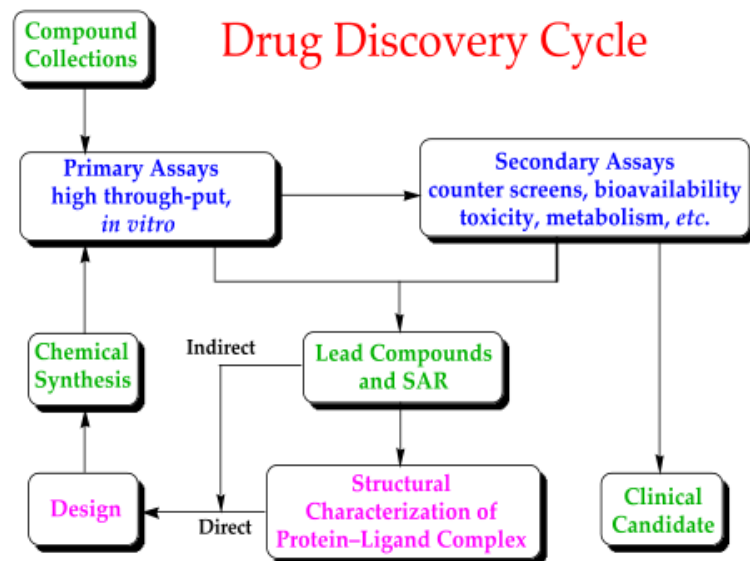 Compound
Collections
Drug Discovery Cycle
Primary Assays
high through-put,
in vitro
Secondary Assays
counter screens, bioavailability
toxicity, metabolism, etc.
Chemical
Synthesis
Indirect
Lead Compounds
and SAR
Design
Direct
Structural
Characterization of
Protein–Ligand Complex
Clinical
Candidate